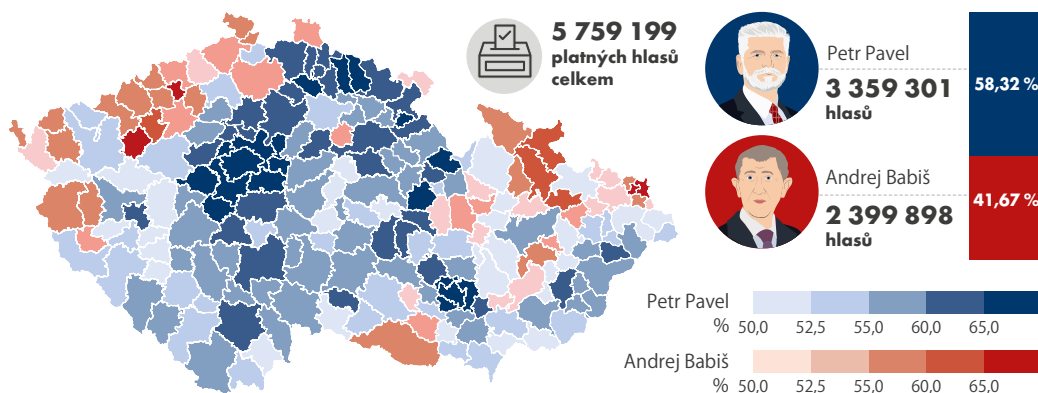 5 759 199
platných hlasů
celkem
Petr Pavel
3 359 301
hlasů
58,32 %
Andrej Babiš
2 399 898
hlasů
41,67 %
Petr Pavel
% 50,0 52,5 55,0 60,0 65,0
Andrej Babiš
% 50,0 52,5 55,0 60,0 65,0